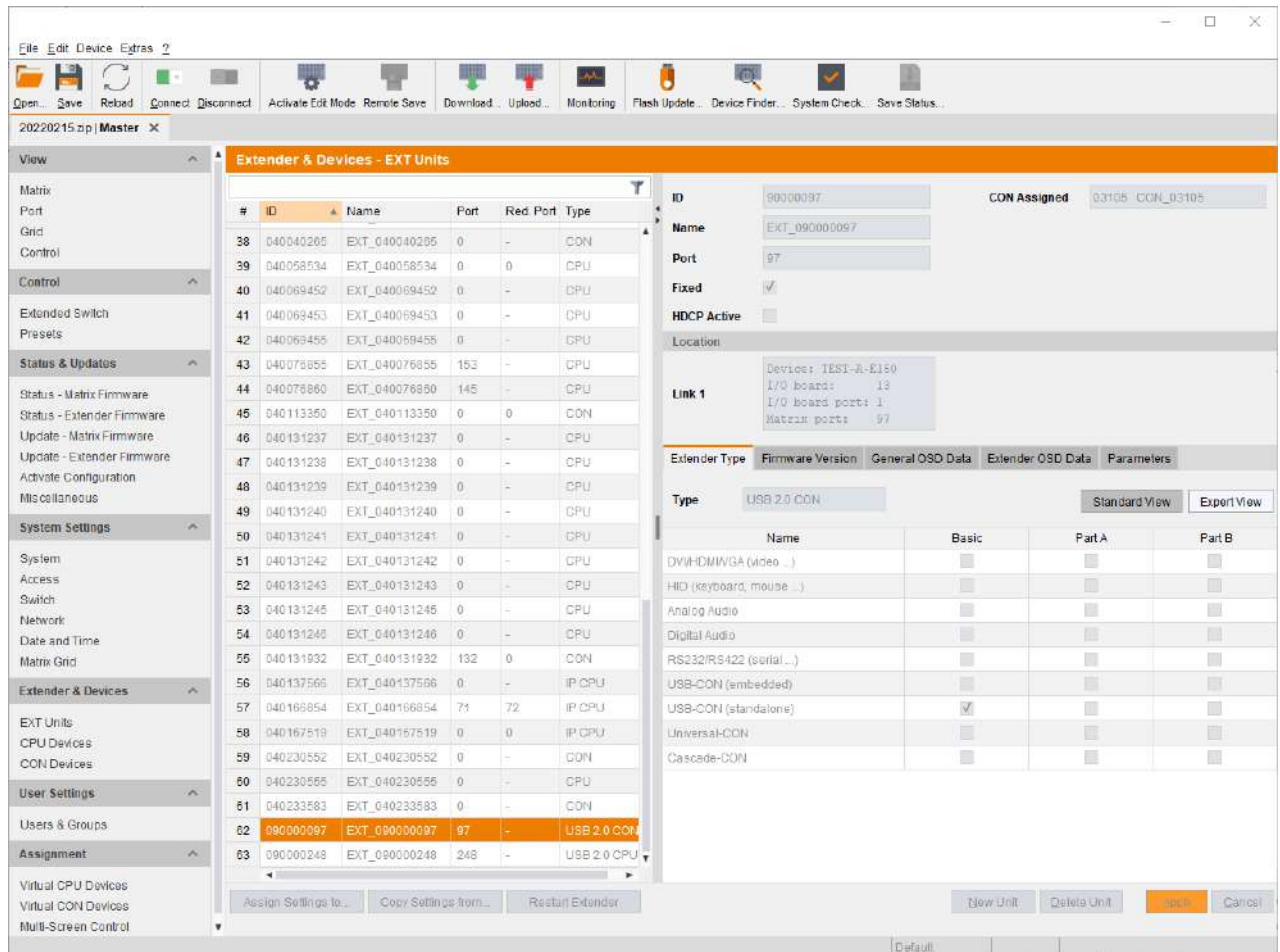 File Edit Device Extras ?
Open... Save Reload Connect Disconnect Activate Edit Mode Remote Save Download... Upload... Monitoring Flash Update... Device Finder... System Check... Save Status...
20220215.zip | Master
View
Matrix
Port
Grid
Control
Control
Extended Switch
Presets
Status & Updates
Status - Matrix Firmware
Status - Extender Firmware
Update - Matrix Firmware
Update - Extender Firmware
Activate Configuration
Miscellaneous
System Settings
System
Access
Switch
Network
Date and Time
Matrix Grid
Extender & Devices
EXT Units
CPU Devices
CON Devices
User Settings
Users & Groups
Assignment
Virtual CPU Devices
Virtual CON Devices
Multi-Screen Control
Extender & Devices - EXT Units
# ID Name Port Red. Port Type
38 040040265 EXT_040040265 0 - CON
39 040058534 EXT_040058534 0 0 CPU
40 040069452 EXT_040069452 0 - CPU
41 040069453 EXT_040069453 0 - CPU
42 040069455 EXT_040069455 0 - CPU
43 040076855 EXT_040076855 153 - CPU
44 040076860 EXT_040076860 145 - CPU
45 040113350 EXT_040113350 0 0 CON
46 040131237 EXT_040131237 0 - CPU
47 040131238 EXT_040131238 0 - CPU
48 040131239 EXT_040131239 0 - CPU
49 040131240 EXT_040131240 0 - CPU
50 040131241 EXT_040131241 0 - CPU
51 040131242 EXT_040131242 0 - CPU
52 040131243 EXT_040131243 0 - CPU
53 040131245 EXT_040131245 0 - CPU
54 040131246 EXT_040131246 0 - CPU
55 040131932 EXT_040131932 132 0 CON
56 040137566 EXT_040137566 0 - IP CPU
57 040166854 EXT_040166854 71 72 IP CPU
58 040167519 EXT_040167519 0 0 IP CPU
59 040230552 EXT_040230552 0 - CON
60 040230555 EXT_040230555 0 - CPU
61 040233583 EXT_040233583 0 - CON
62 090000097 EXT_090000097 97 - USB 2.0 CON
63 090000248 EXT_090000248 248 - USB 2.0 CPU
Assign Settings to... Copy Settings from... Restart Extender
ID 90000097 CON Assigned 03105 CON_03105
Name EXT_090000097
Port 97
Fixed
HDCP Active
Location
Link 1
Device: TEST-A-E160
I/O board: 13
I/O board port: 1
Matrix port: 97
Extender Type Firmware Version General OSD Data Extender OSD Data Parameters
Type USB 2.0 CON Standard View Expert View
Name Basic Part A Part B
DVI/HDMI/VGA (video ...)
HID (keyboard, mouse ...)
Analog Audio
Digital Audio
RS232/RS422 (serial ...)
USB-CON (embedded)
USB-CON (standalone)
Universal-CON
Cascade-CON
New Unit Delete Unit Apply Cancel
Default